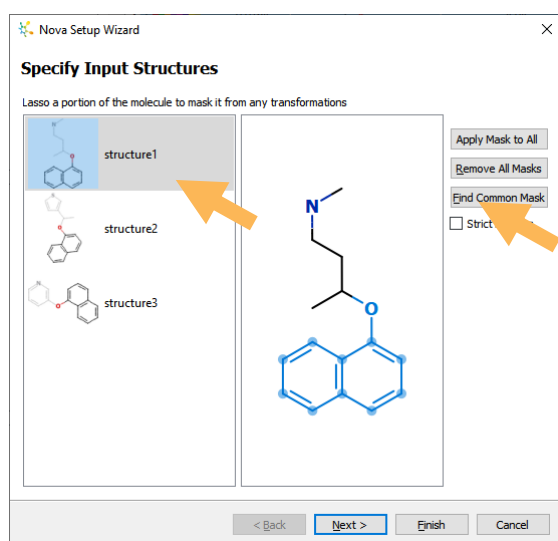 Nova Setup Wizard
Specify Input Structures
Lasso a portion of the molecule to mask it from any transformations
structure1
structure2
structure3
N
O
Apply Mask to All
Remove All Masks
Find Common Mask
Strict
< Back
Next >
Finish
Cancel